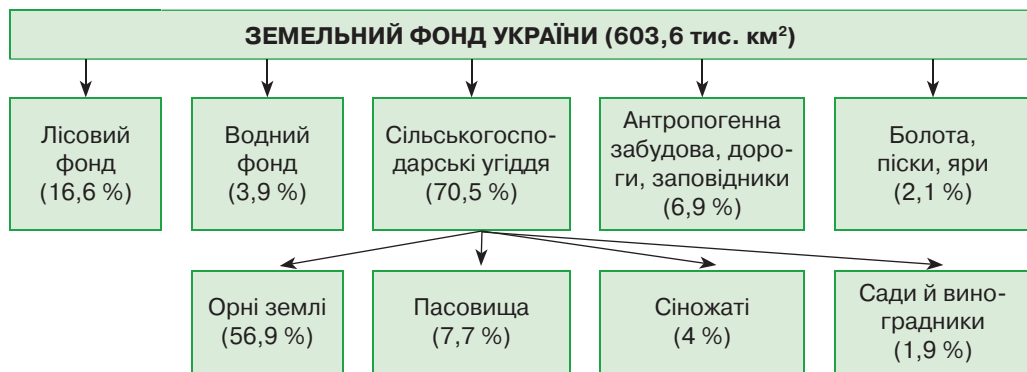 ЗЕМЕЛЬНИЙ ФОНД УКРАЇНИ (603,6 тис. км²)
Лісовий
фонд
(16,6 %)
Водний
фонд
(3,9 %)
Сільськогоспо-
дарські угіддя
(70,5 %)
Антропогенна
забудова, доро-
ги, заповідники
(6,9 %)
Болота,
піски, яри
(2,1 %)
Орні землі
(56,9 %)
Пасовища
(7,7 %)
Сіножаті
(4 %)
Сади й вино-
градники
(1,9 %)